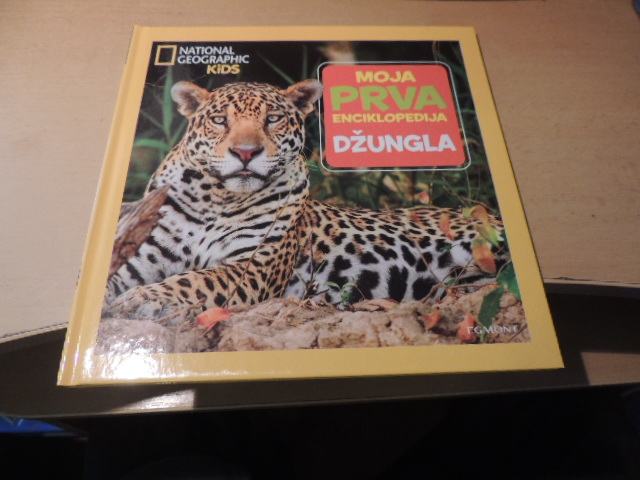 NATIONAL
GEOGRAPHIC
KiDS
MOJA
PRVA
ENCIKLOPEDIJA
DŽUNGLA
EGMONT